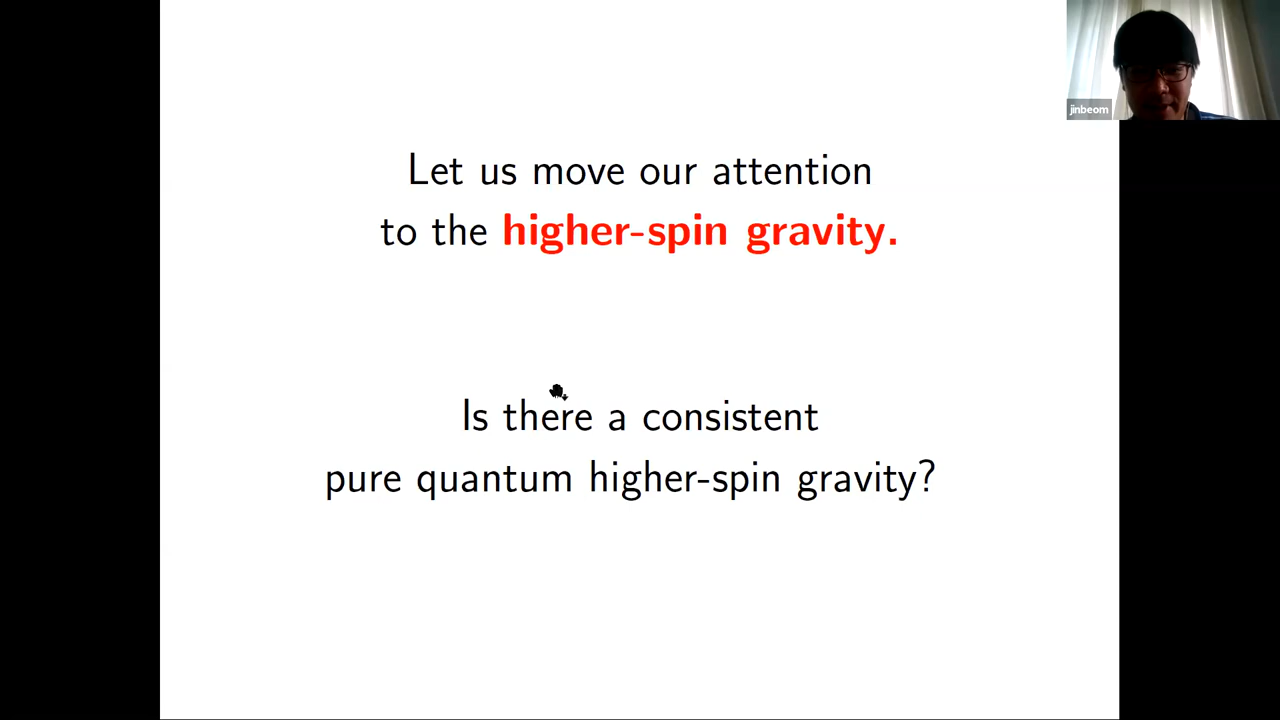 jinbeom
Let us move our attention
to the higher-spin gravity.
Is there a consistent
pure quantum higher-spin gravity?